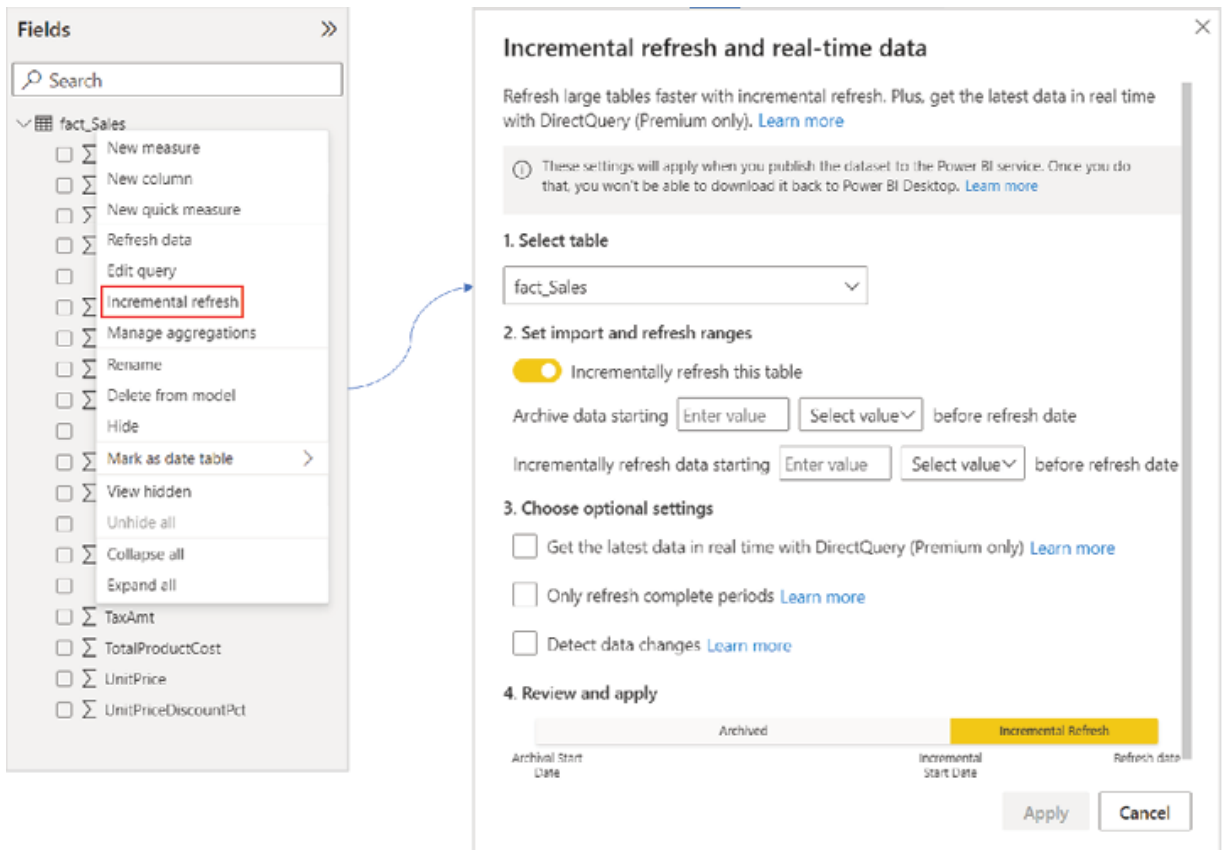 Fields
Search
fact_Sales
New measure
New column
New quick measure
Refresh data
Edit query
Incremental refresh
Manage aggregations
Rename
Delete from model
Hide
Mark as date table
View hidden
Unhide all
Collapse all
Expand all
TaxAmt
TotalProductCost
UnitPrice
UnitPriceDiscountPct
Incremental refresh and real-time data
Refresh large tables faster with incremental refresh. Plus, get the latest data in real time
with DirectQuery (Premium only). Learn more
These settings will apply when you publish the dataset to the Power BI service. Once you do
that, you won't be able to download it back to Power BI Desktop. Learn more
1. Select table
fact_Sales
2. Set import and refresh ranges
Incrementally refresh this table
Archive data starting Enter value Select value before refresh date
Incrementally refresh data starting Enter value Select value before refresh date
3. Choose optional settings
Get the latest data in real time with DirectQuery (Premium only) Learn more
Only refresh complete periods Learn more
Detect data changes Learn more
4. Review and apply
Archived Incremental Refresh
Archival Start Incremental Refresh date
Date Start Date
Apply Cancel